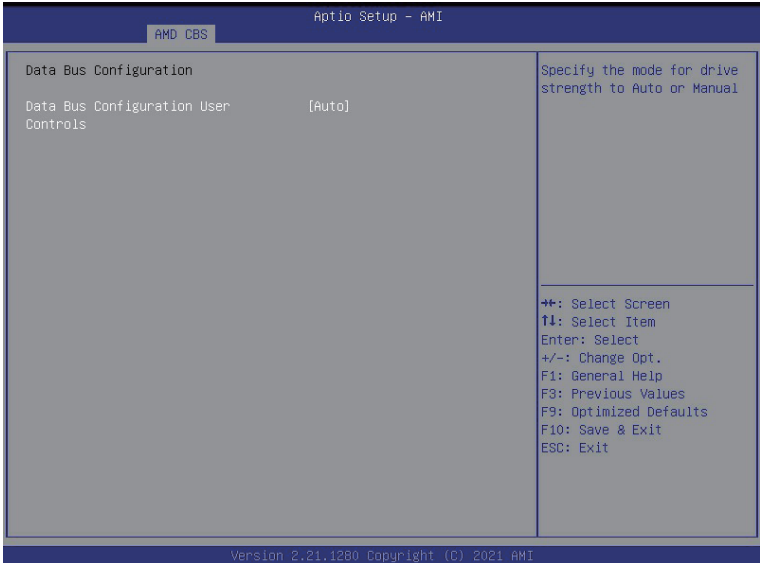 Aptio Setup – AMI
AMD CBS
Data Bus Configuration
Data Bus Configuration User [Auto]
Controls
Specify the mode for drive
strength to Auto or Manual
→←: Select Screen
↑↓: Select Item
Enter: Select
+/-: Change Opt.
F1: General Help
F3: Previous Values
F9: Optimized Defaults
F10: Save & Exit
ESC: Exit
Version 2.21.1280 Copyright (C) 2021 AMI